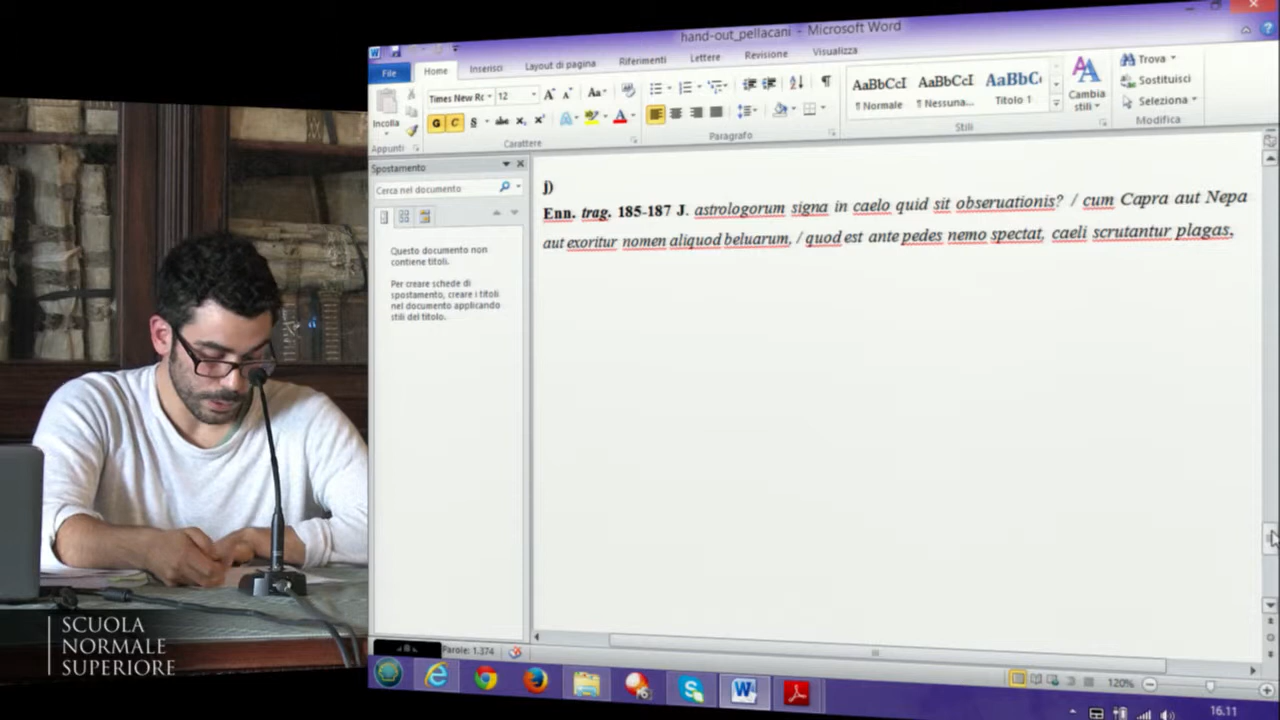 hand-out_pellacani - Microsoft Word
File Home Inserisci Layout di pagina Riferimenti Lettere Revisione Visualizza
Times New Rc 12 Aa
Incolla
G C S abc x₂ x² A A
AaBbCcI AaBbCcI AaBbC
¶ Normale ¶ Nessuna... Titolo 1
Cambia stili
Trova
Sostituisci
Seleziona
Appunti Carattere Paragrafo Stili Modifica
Spostamento
Cerca nel documento
Questo documento non
contiene titoli.
Per creare schede di
spostamento, creare i titoli
nel documento applicando
stili del titolo.
j)
Enn. trag. 185-187 J. astrologorum signa in caelo quid sit obseruationis? / cum Capra aut Nepa
aut exoritur nomen aliquod beluarum, / quod est ante pedes nemo spectat, caeli scrutantur plagas,
SCUOLA
NORMALE
SUPERIORE
Parole: 1.374
120%
16.11